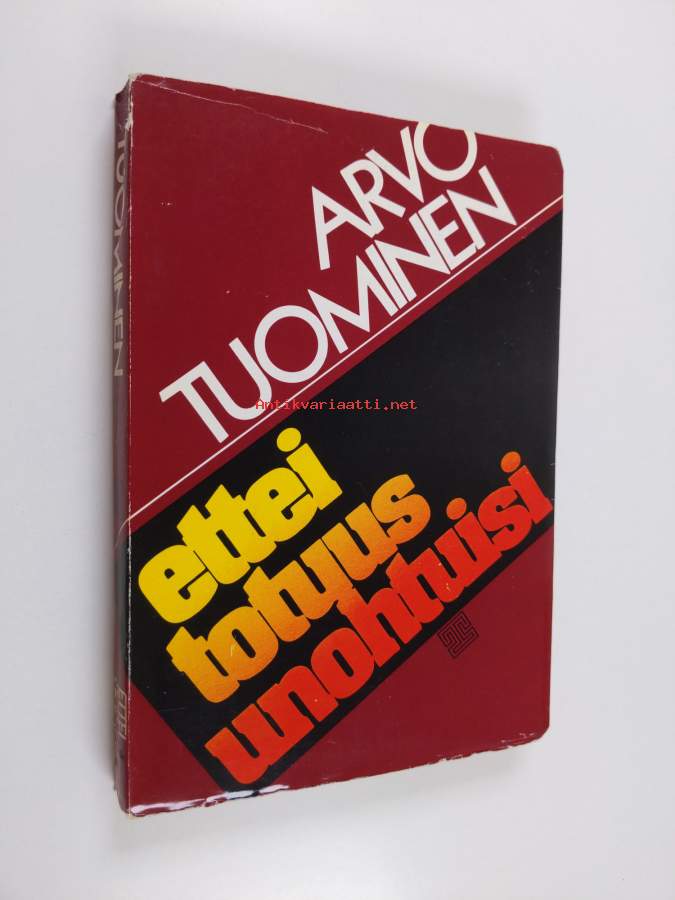 ARVO
TUOMINEN
ettei
totuus
unohtuisi
TUOMINEN
Antikvariaatti.net